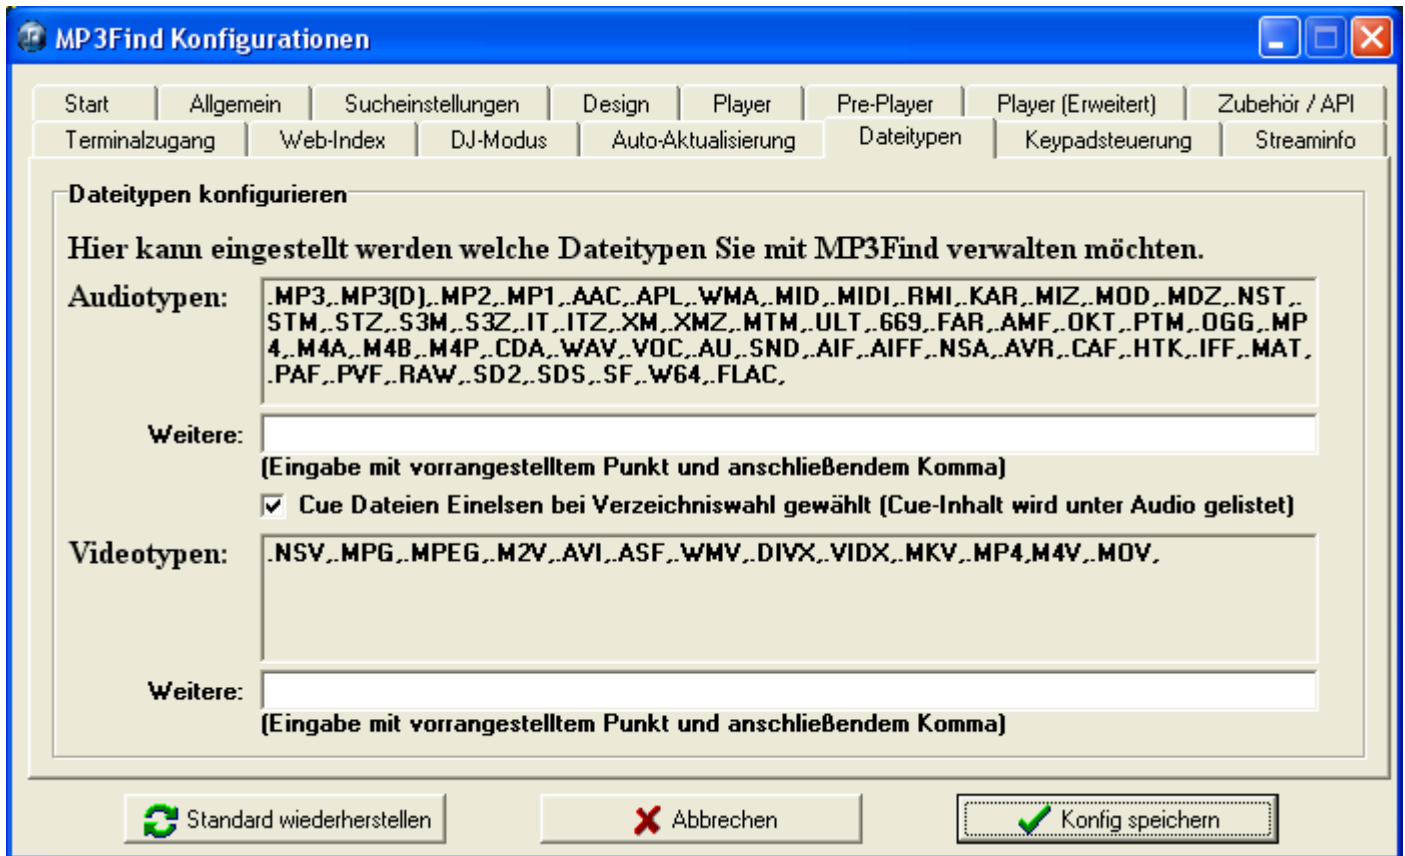 MP3Find Konfigurationen
Start Allgemein Sucheinstellungen Design Player Pre-Player Player (Erweitert) Zubehör / API
Terminalzugang Web-Index DJ-Modus Auto-Aktualisierung Dateitypen Keypadsteuerung Streaminfo
Dateitypen konfigurieren
Hier kann eingestellt werden welche Dateitypen Sie mit MP3Find verwalten möchten.
Audiotypen: .MP3,.MP3(D),.MP2,.MP1,.AAC,.APL,.WMA,.MID,.MIDI,.RMI,.KAR,.MIZ,.MOD,.MDZ,.NST,.
STM,.STZ,.S3M,.S3Z,.IT,.ITZ,.XM,.XMZ,.MTM,.ULT,.669,.FAR,.AMF,.OKT,.PTM,.OGG,.MP
4,.M4A,.M4B,.M4P,.CDA,.WAV,.VOC,.AU,.SND,.AIF,.AIFF,.NSA,.AVR,.CAF,.HTK,.IFF,.MAT,
.PAF,.PVF,.RAW,.SD2,.SDS,.SF,.W64,.FLAC,
Weitere:
(Eingabe mit vorrangestelltem Punkt und anschließendem Komma)
Cue Dateien Einelsen bei Verzeichniswahl gewählt (Cue-Inhalt wird unter Audio gelistet)
Videotypen: .NSV,.MPG,.MPEG,.M2V,.AVI,.ASF,.WMV,.DIVX,.VIDX,.MKV,.MP4,M4V,.MOV,
Weitere:
(Eingabe mit vorrangestelltem Punkt und anschließendem Komma)
Standard wiederherstellen Abbrechen Konfig speichern